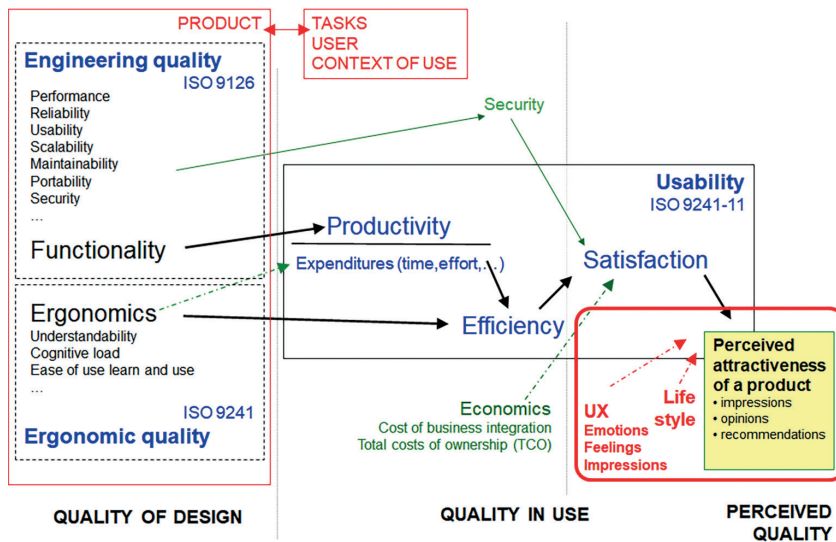 PRODUCT
TASKS
USER
CONTEXT OF USE
Engineering quality
ISO 9126
Performance
Reliability
Usability
Scalability
Maintainability
Portability
Security
...
Functionality
Ergonomics
Understandability
Cognitive load
Ease of use learn and use
...
ISO 9241
Ergonomic quality
Security
Usability
ISO 9241-11
Productivity
Expenditures (time,effort,...)
Satisfaction
Efficiency
Economics
Cost of business integration
Total costs of ownership (TCO)
UX
Emotions
Feelings
Impressions
Life
style
Perceived
attractiveness
of a product
• impressions
• opinions
• recommendations
QUALITY OF DESIGN
QUALITY IN USE
PERCEIVED
QUALITY